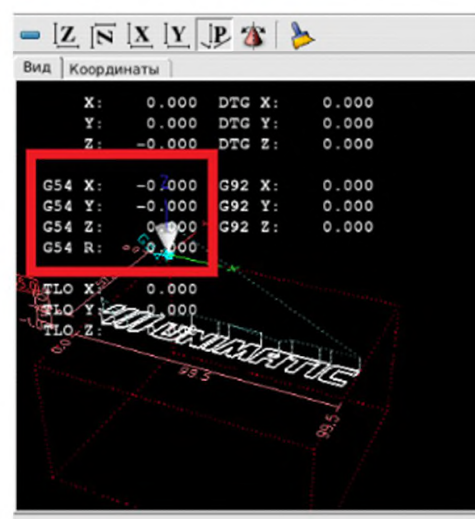 Z N X Y P
Вид Координаты
X: 0.000 DTG X: 0.000
Y: 0.000 DTG Y: 0.000
Z: -0.000 DTG Z: 0.000
G54 X: -0.000 G92 X: 0.000
G54 Y: -0.000 G92 Y: 0.000
G54 Z: 0.000 G92 Z: 0.000
G54 R: 0.000
TLO X: 0.000
TLO Y: 0.000
TLO Z:
UNIMATIC
99.5
99.5